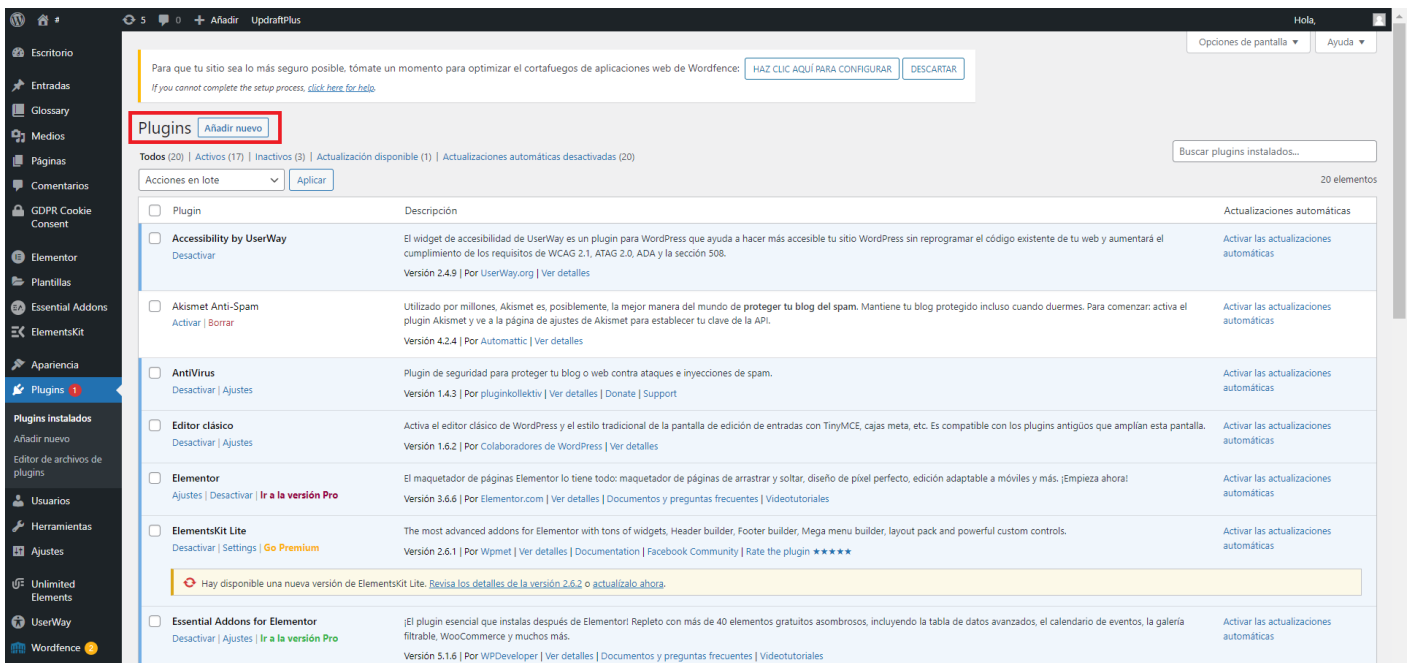 # 5 0 + Añadir UpdraftPlus Hola,
Opciones de pantalla ▼ Ayuda ▼
Escritorio
Entradas
Glossary
Medios
Páginas
Comentarios
GDPR Cookie
Consent
Elementor
Plantillas
Essential Addons
ElementsKit
Apariencia
Plugins 1
Plugins instalados
Añadir nuevo
Editor de archivos de
plugins
Usuarios
Herramientas
Ajustes
Unlimited
Elements
UserWay
Wordfence 2
Para que tu sitio sea lo más seguro posible, tómate un momento para optimizar el cortafuegos de aplicaciones web de Wordfence: HAZ CLIC AQUÍ PARA CONFIGURAR DESCARTAR
If you cannot complete the setup process, click here for help.
Plugins Añadir nuevo
Todos (20) | Activos (17) | Inactivos (3) | Actualización disponible (1) | Actualizaciones automáticas desactivadas (20)
Buscar plugins instalados...
Acciones en lote Aplicar
20 elementos
Plugin Descripción Actualizaciones automáticas
Accessibility by UserWay
Desactivar
El widget de accesibilidad de UserWay es un plugin para WordPress que ayuda a hacer más accesible tu sitio WordPress sin reprogramar el código existente de tu web y aumentará el
cumplimiento de los requisitos de WCAG 2.1, ATAG 2.0, ADA y la sección 508.
Versión 2.4.9 | Por UserWay.org | Ver detalles
Activar las actualizaciones
automáticas
Akismet Anti-Spam
Activar | Borrar
Utilizado por millones, Akismet es, posiblemente, la mejor manera del mundo de proteger tu blog del spam. Mantiene tu blog protegido incluso cuando duermes. Para comenzar: activa el
plugin Akismet y ve a la página de ajustes de Akismet para establecer tu clave de la API.
Versión 4.2.4 | Por Automattic | Ver detalles
Activar las actualizaciones
automáticas
AntiVirus
Desactivar | Ajustes
Plugin de seguridad para proteger tu blog o web contra ataques e inyecciones de spam.
Versión 1.4.3 | Por pluginkollektiv | Ver detalles | Donate | Support
Activar las actualizaciones
automáticas
Editor clásico
Desactivar | Ajustes
Activa el editor clásico de WordPress y el estilo tradicional de la pantalla de edición de entradas con TinyMCE, cajas meta, etc. Es compatible con los plugins antigüos que amplían esta pantalla.
Versión 1.6.2 | Por Colaboradores de WordPress | Ver detalles
Activar las actualizaciones
automáticas
Elementor
Ajustes | Desactivar | Ir a la versión Pro
El maquetador de páginas Elementor lo tiene todo: maquetador de páginas de arrastrar y soltar, diseño de píxel perfecto, edición adaptable a móviles y más. ¡Empieza ahora!
Versión 3.6.6 | Por Elementor.com | Ver detalles | Documentos y preguntas frecuentes | Videotutoriales
Activar las actualizaciones
automáticas
ElementsKit Lite
Desactivar | Settings | Go Premium
The most advanced addons for Elementor with tons of widgets, Header builder, Footer builder, Mega menu builder, layout pack and powerful custom controls.
Versión 2.6.1 | Por Wpmet | Ver detalles | Documentation | Facebook Community | Rate the plugin ★★★★★
Activar las actualizaciones
automáticas
Hay disponible una nueva versión de ElementsKit Lite. Revisa los detalles de la versión 2.6.2 o actualízalo ahora.
Essential Addons for Elementor
Desactivar | Ajustes | Ir a la versión Pro
¡El plugin esencial que instalas después de Elementor! Repleto con más de 40 elementos gratuitos asombrosos, incluyendo la tabla de datos avanzados, el calendario de eventos, la galería
filtrable, WooCommerce y muchos más.
Versión 5.1.6 | Por WPDeveloper | Ver detalles | Documentos y preguntas frecuentes | Videotutoriales
Activar las actualizaciones
automáticas